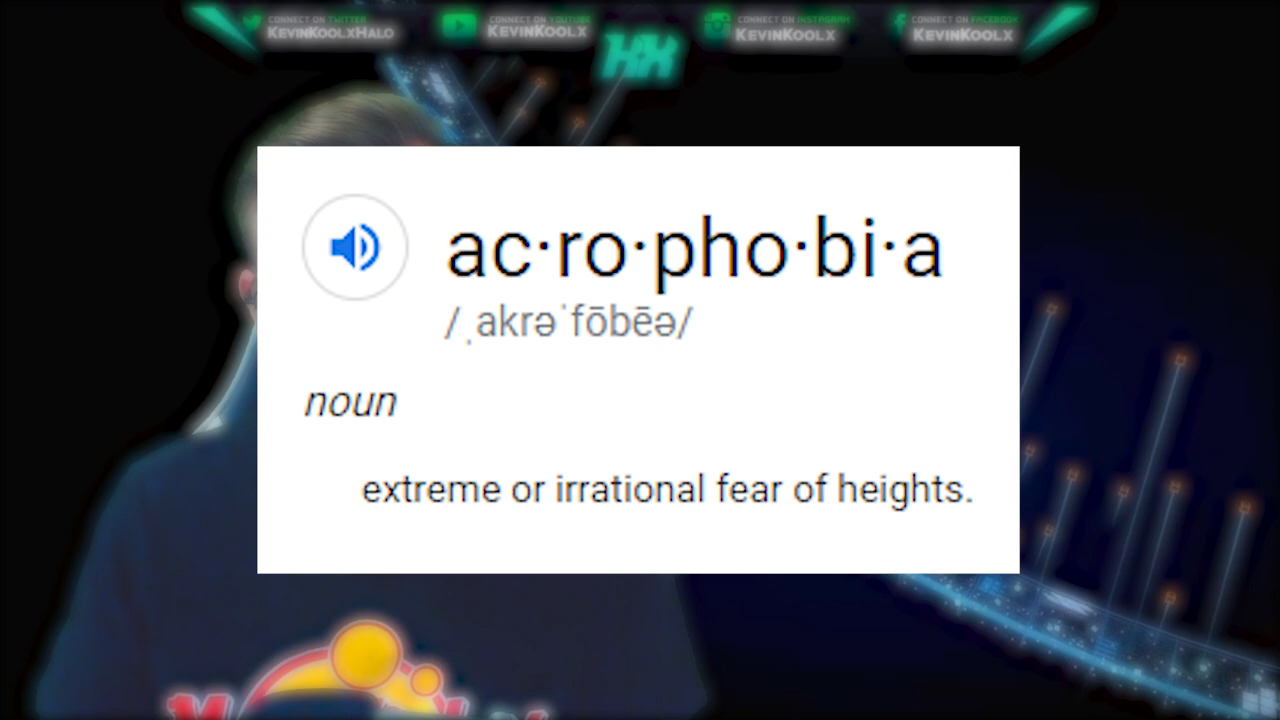 CONNECT ON TWITTER
KEVINKOOLXHALO
CONNECT ON YOUTUBE
KEVINKOOLX
CONNECT ON INSTAGRAM
KEVINKOOLX
CONNECT ON FACEBOOK
KEVINKOOLX
KX
ac·ro·pho·bi·a
/ˌakrəˈfōbēə/
noun
extreme or irrational fear of heights.